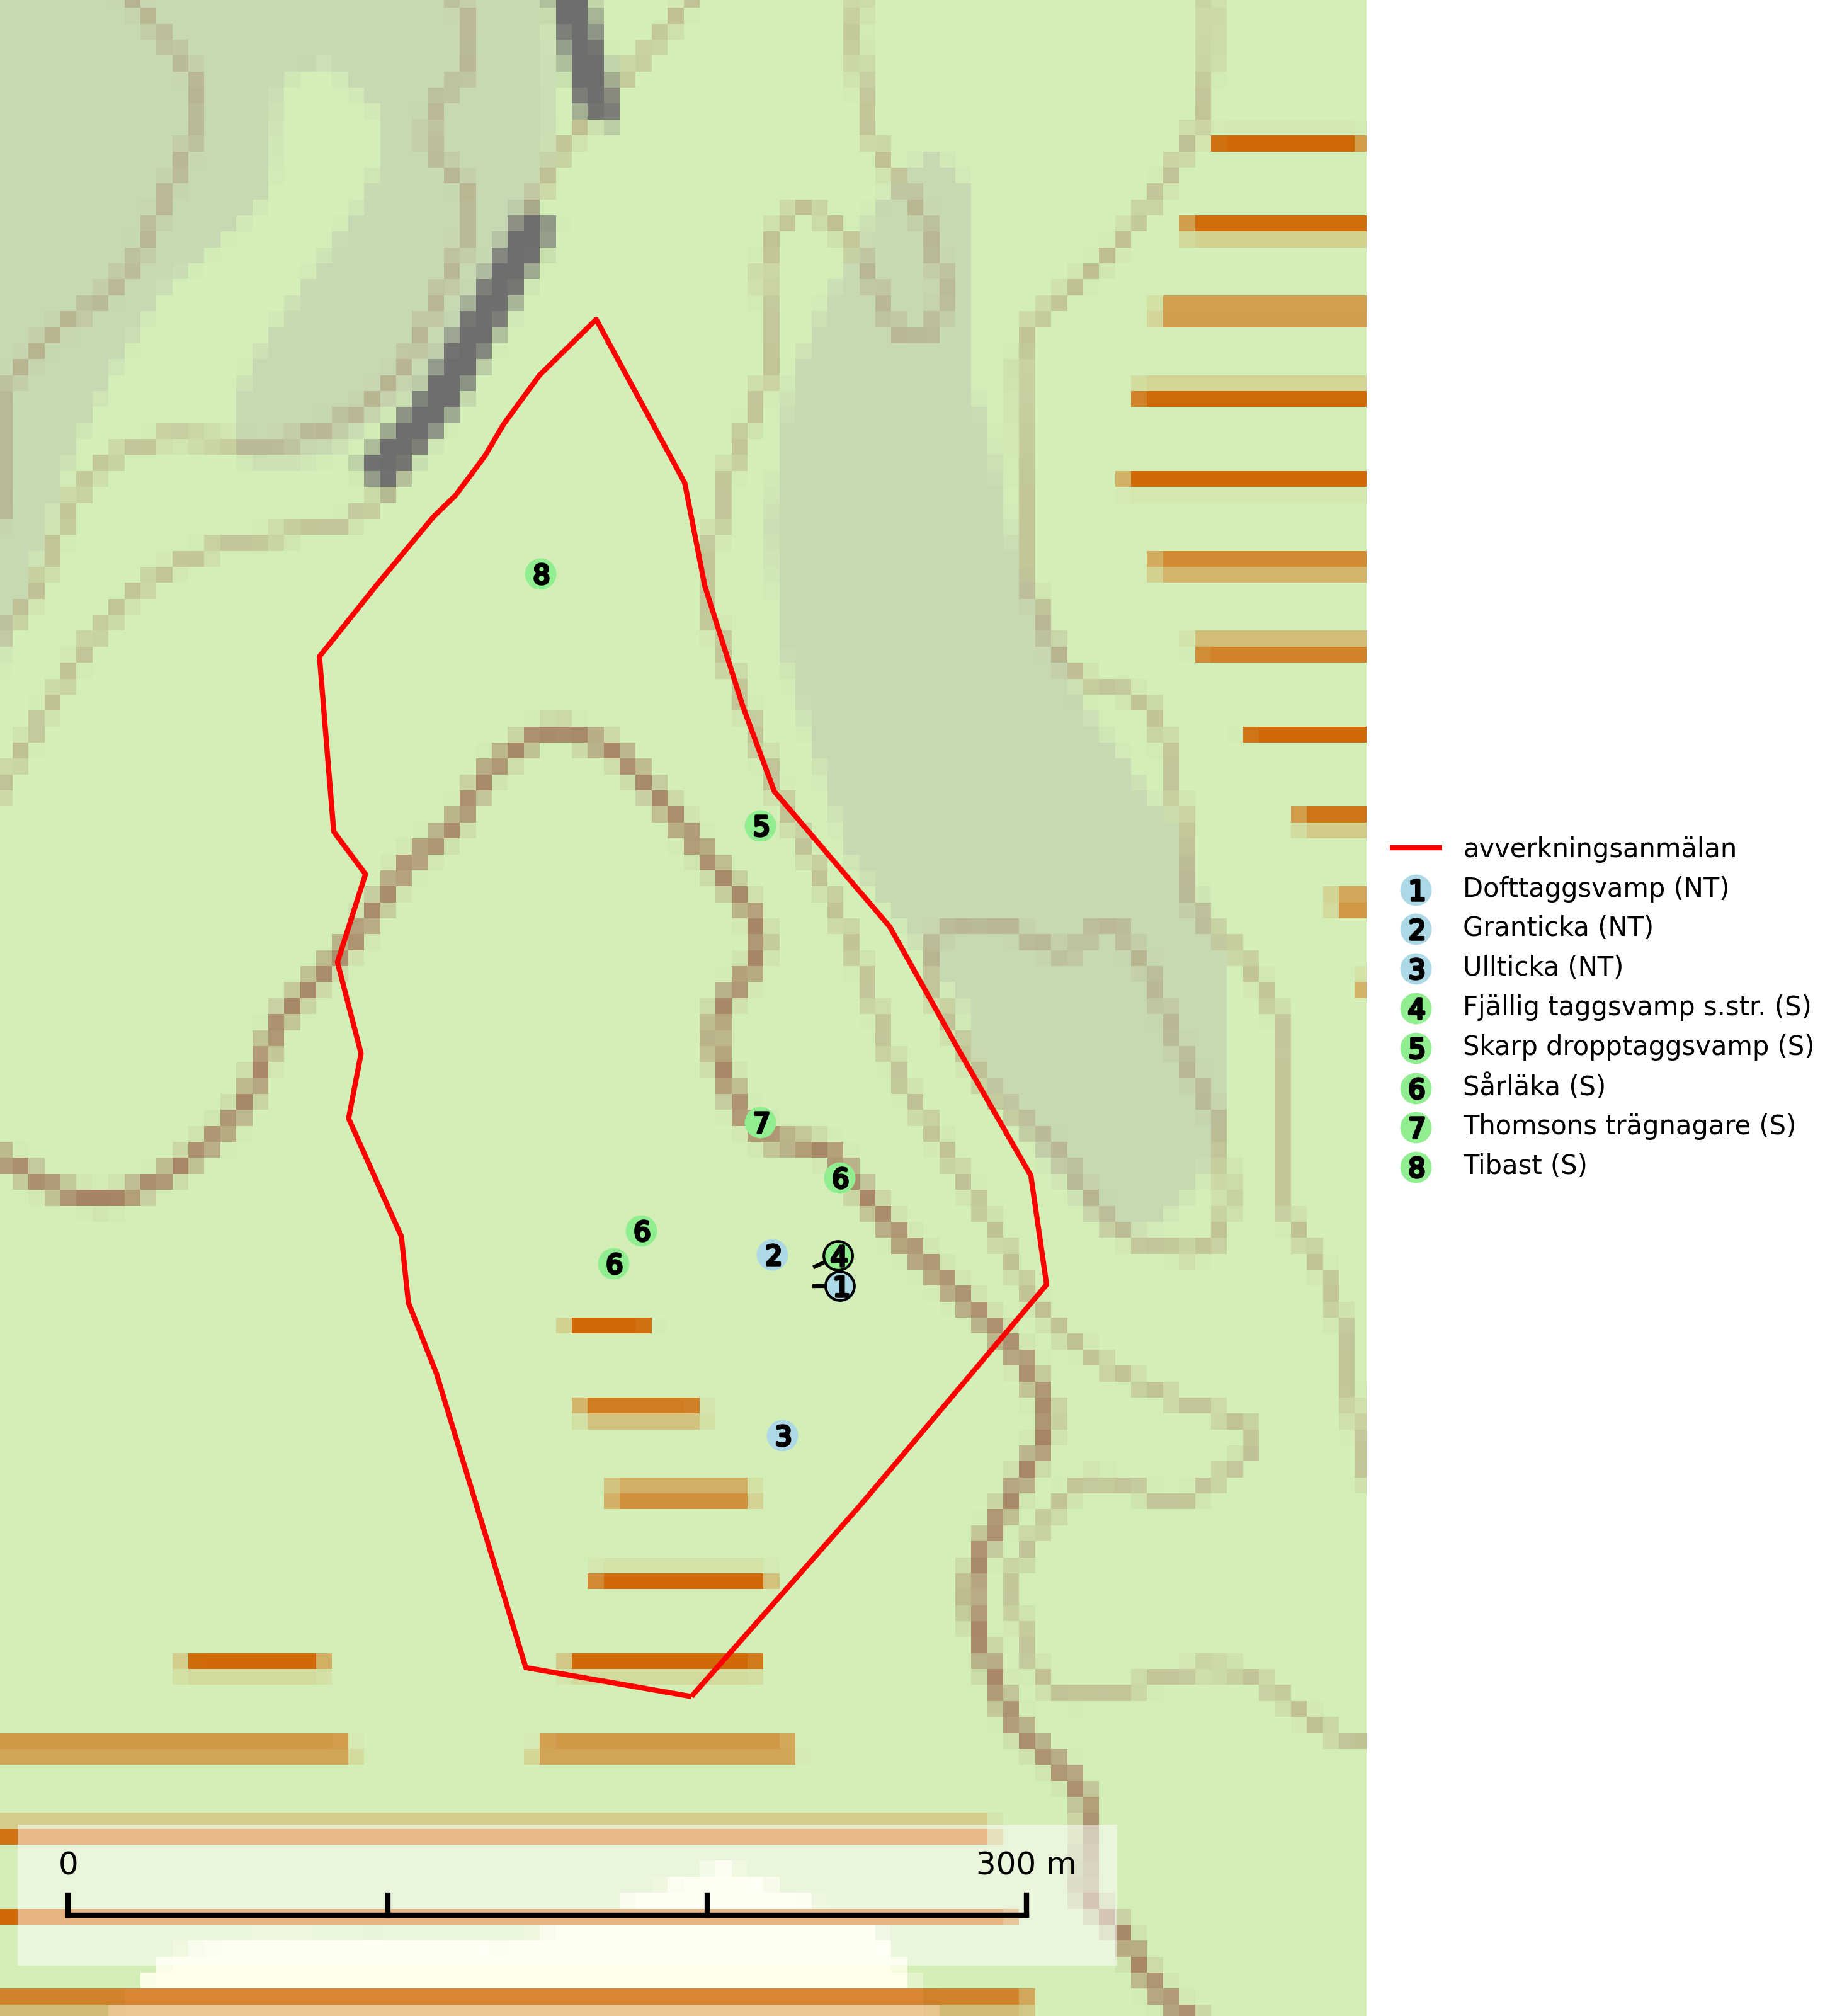 8
5
7
6
6
2
4
6
1
3
0
300 m
avverkningsanmälan
1 Dofttaggsvamp (NT)
2 Granticka (NT)
3 Ullticka (NT)
4 Fjällig taggsvamp s.str. (S)
5 Skarp dropptaggsvamp (S)
6 Sårläka (S)
7 Thomsons trägnagare (S)
8 Tibast (S)